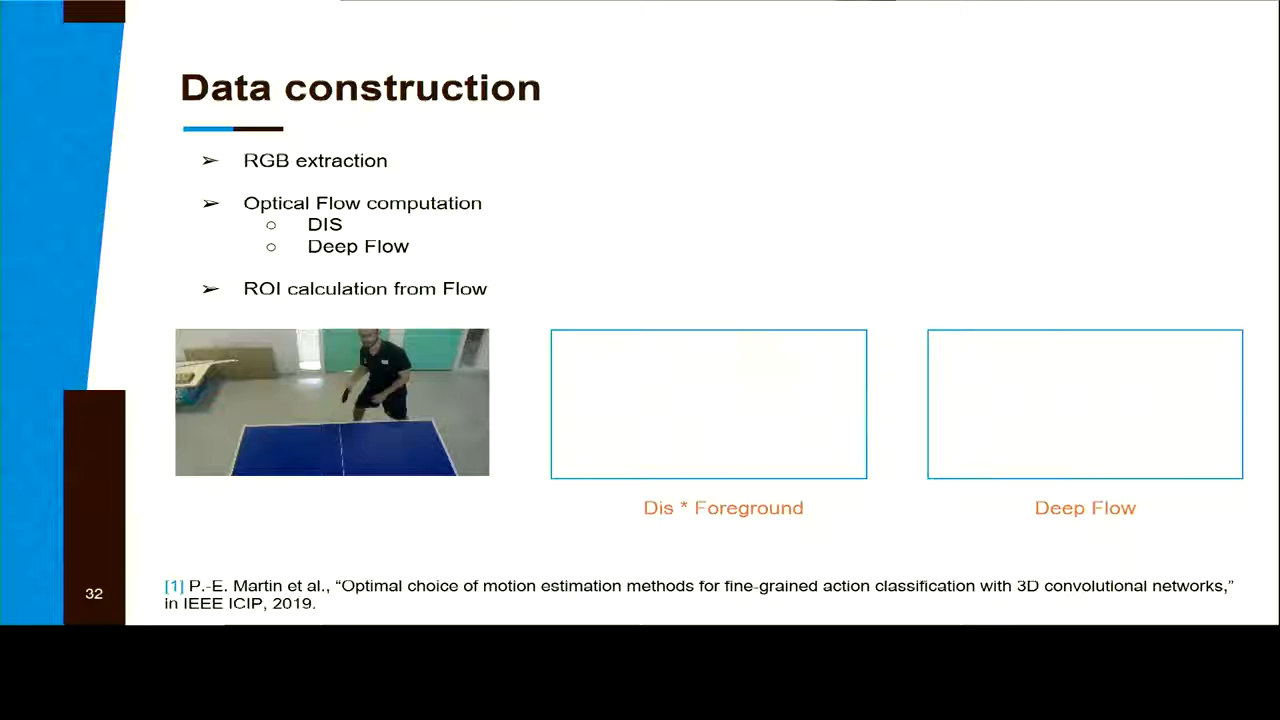 Data construction
➢ RGB extraction
➢ Optical Flow computation
○ DIS
○ Deep Flow
➢ ROI calculation from Flow
Dis * Foreground
Deep Flow
[1] P.-E. Martin et al., “Optimal choice of motion estimation methods for fine-grained action classification with 3D convolutional networks,”
in IEEE ICIP, 2019.
32